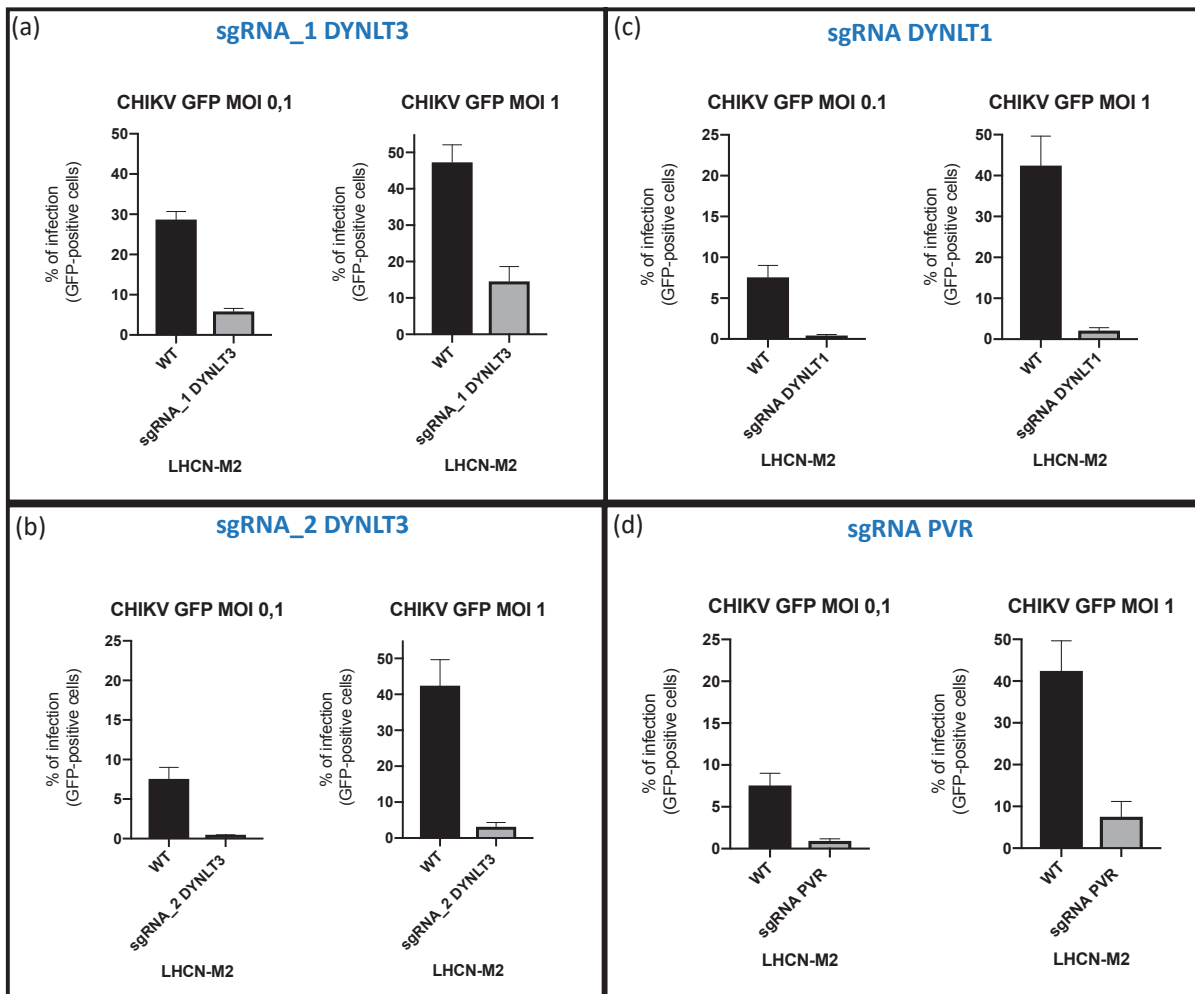 (a)
sgRNA_1 DYNLT3
CHIKV GFP MOI 0,1
% of infection
(GFP-positive cells)
50
40
30
20
10
0
WT
sgRNA_1 DYNLT3
LHCN-M2
CHIKV GFP MOI 1
% of infection
(GFP-positive cells)
50
40
30
20
10
0
WT
sgRNA_1 DYNLT3
LHCN-M2
(c)
sgRNA DYNLT1
CHIKV GFP MOI 0.1
% of infection
(GFP-positive cells)
25
20
15
10
5
0
WT
sgRNA DYNLT1
LHCN-M2
CHIKV GFP MOI 1
% of infection
(GFP-positive cells)
50
40
30
20
10
0
WT
sgRNA DYNLT1
LHCN-M2
(b)
sgRNA_2 DYNLT3
CHIKV GFP MOI 0,1
% of infection
(GFP-positive cells)
25
20
15
10
5
0
WT
sgRNA_2 DYNLT3
LHCN-M2
CHIKV GFP MOI 1
% of infection
(GFP-positive cells)
50
40
30
20
10
0
WT
sgRNA_2 DYNLT3
LHCN-M2
(d)
sgRNA PVR
CHIKV GFP MOI 0,1
% of infection
(GFP-positive cells)
25
20
15
10
5
0
WT
sgRNA PVR
LHCN-M2
CHIKV GFP MOI 1
% of infection
(GFP-positive cells)
50
40
30
20
10
0
WT
sgRNA PVR
LHCN-M2